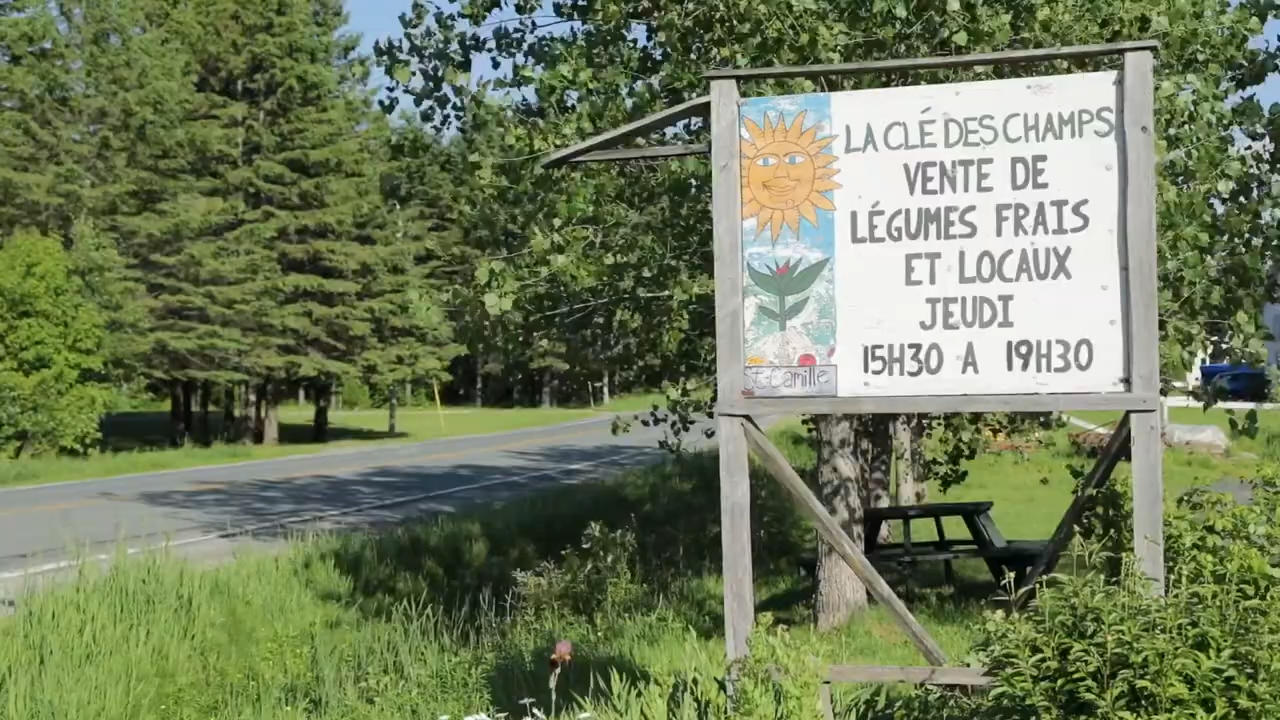 LA CLÉ DES CHAMPS
VENTE DE
LÉGUMES FRAIS
ET LOCAUX
JEUDI
15H30 A 19H30
St-Camille